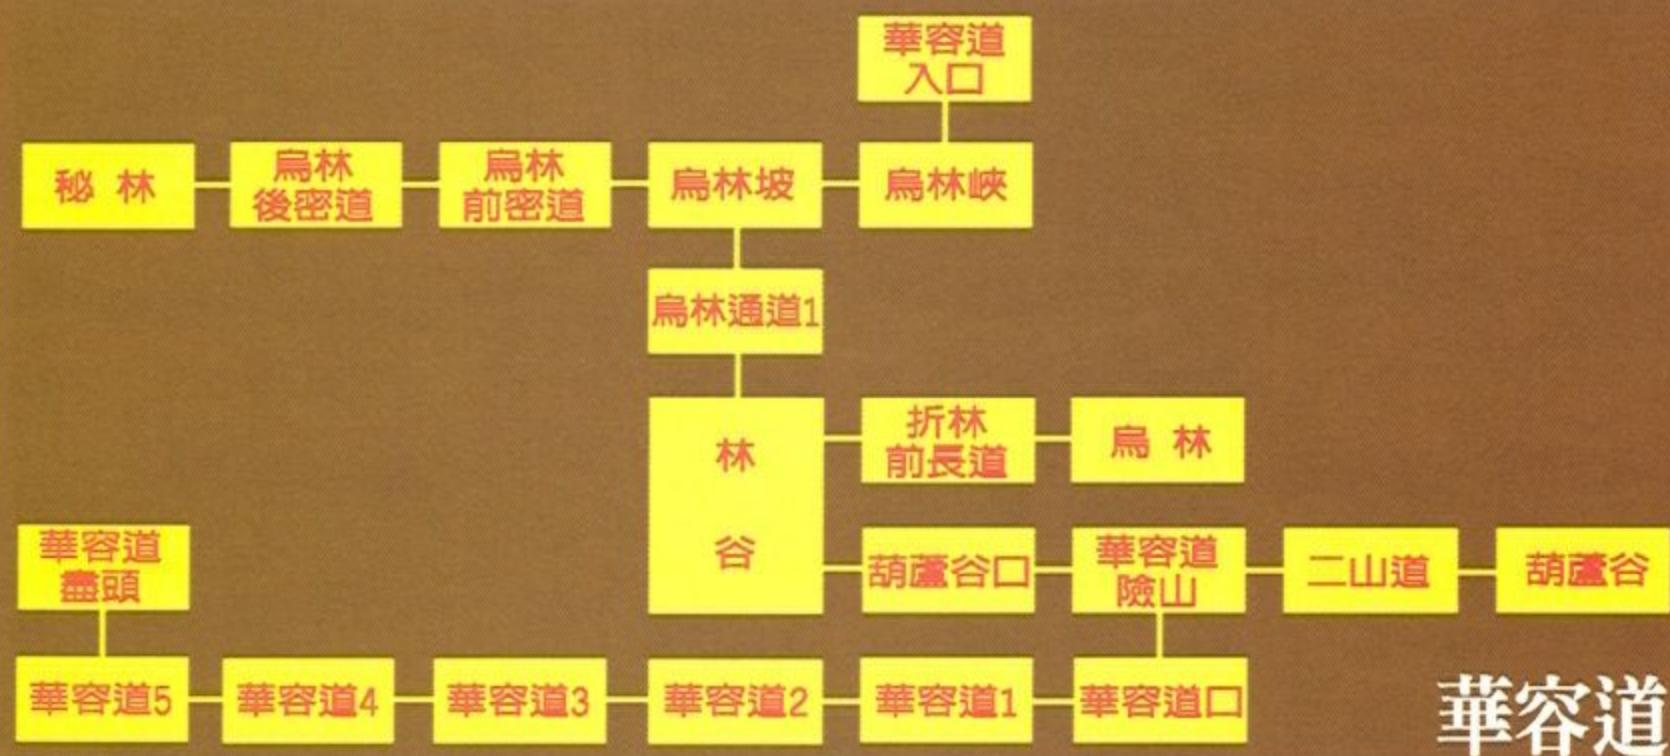 華容道
入口
秘 林
烏林
後密道
烏林
前密道
烏林坡
烏林峽
烏林通道1
林
谷
折林
前長道
烏 林
華容道
盡頭
葫蘆谷口
華容道
險山
二山道
葫蘆谷
華容道5
華容道4
華容道3
華容道2
華容道1
華容道口
華容道